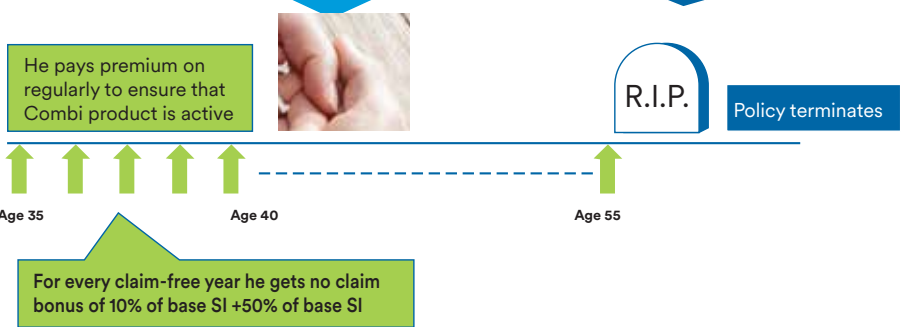 He pays premium on
regularly to ensure that
Combi product is active
R.I.P.
Policy terminates
Age 35
Age 40
Age 55
For every claim-free year he gets no claim
bonus of 10% of base SI +50% of base SI